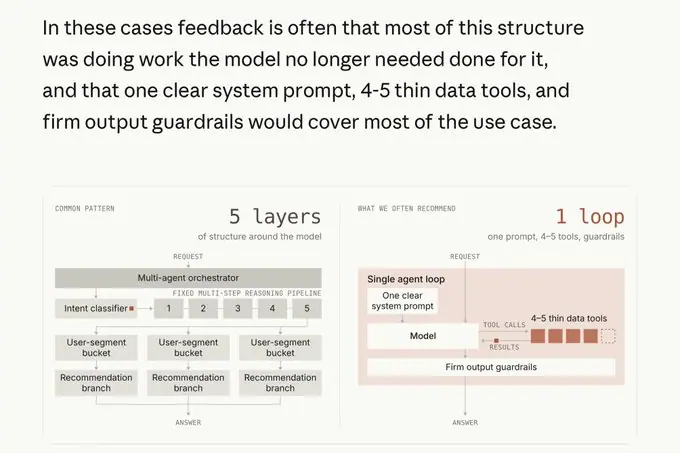 In these cases feedback is often that most of this structure
was doing work the model no longer needed done for it,
and that one clear system prompt, 4-5 thin data tools, and
firm output guardrails would cover most of the use case.
COMMON PATTERN
5 layers
of structure around the model
REQUEST
Multi-agent orchestrator
FIXED MULTI-STEP REASONING PIPELINE
Intent classifier
1
2
3
4
5
User-segment
bucket
User-segment
bucket
User-segment
bucket
Recommendation
branch
Recommendation
branch
Recommendation
branch
ANSWER
WHAT WE OFTEN RECOMMEND
1 loop
one prompt, 4–5 tools, guardrails
REQUEST
Single agent loop
One clear
system prompt
4–5 thin data tools
Model
TOOL CALLS
RESULTS
Firm output guardrails
ANSWER